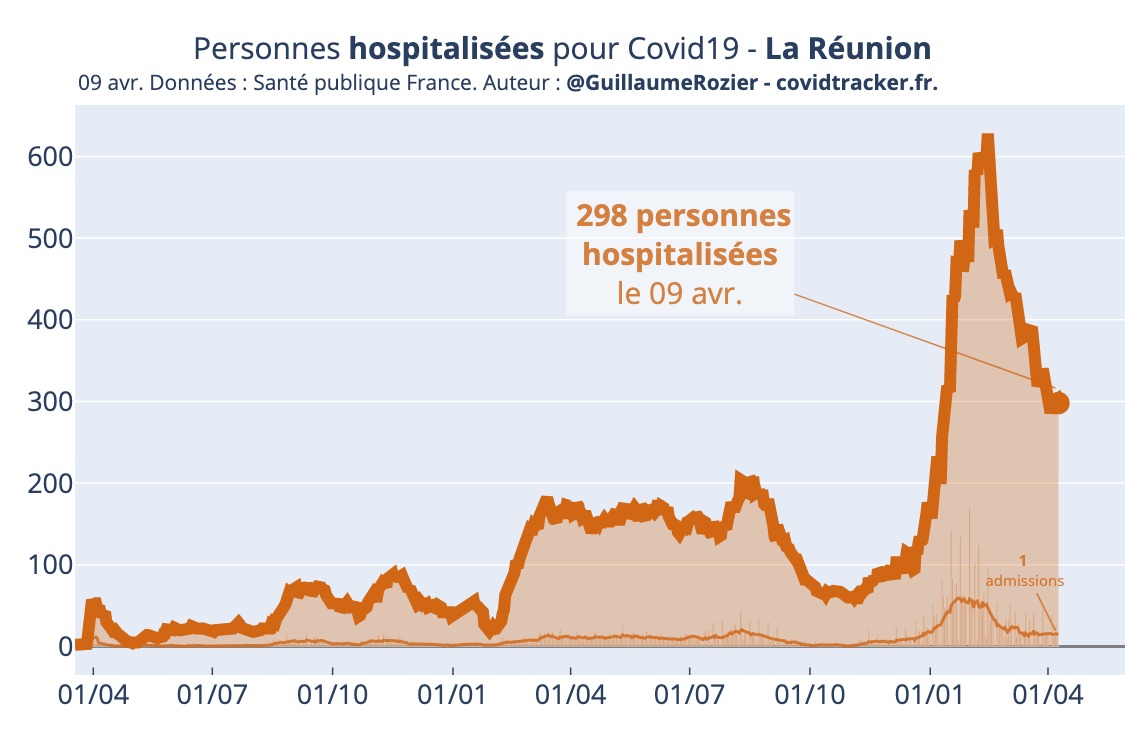 Personnes hospitalisées pour Covid19 - La Réunion
09 avr. Données : Santé publique France. Auteur : @GuillaumeRozier - covidtracker.fr.
600
500
400
300
200
100
0
298 personnes
hospitalisées
le 09 avr.
1
admissions
01/04
01/07
01/10
01/01
01/04
01/07
01/10
01/01
01/04